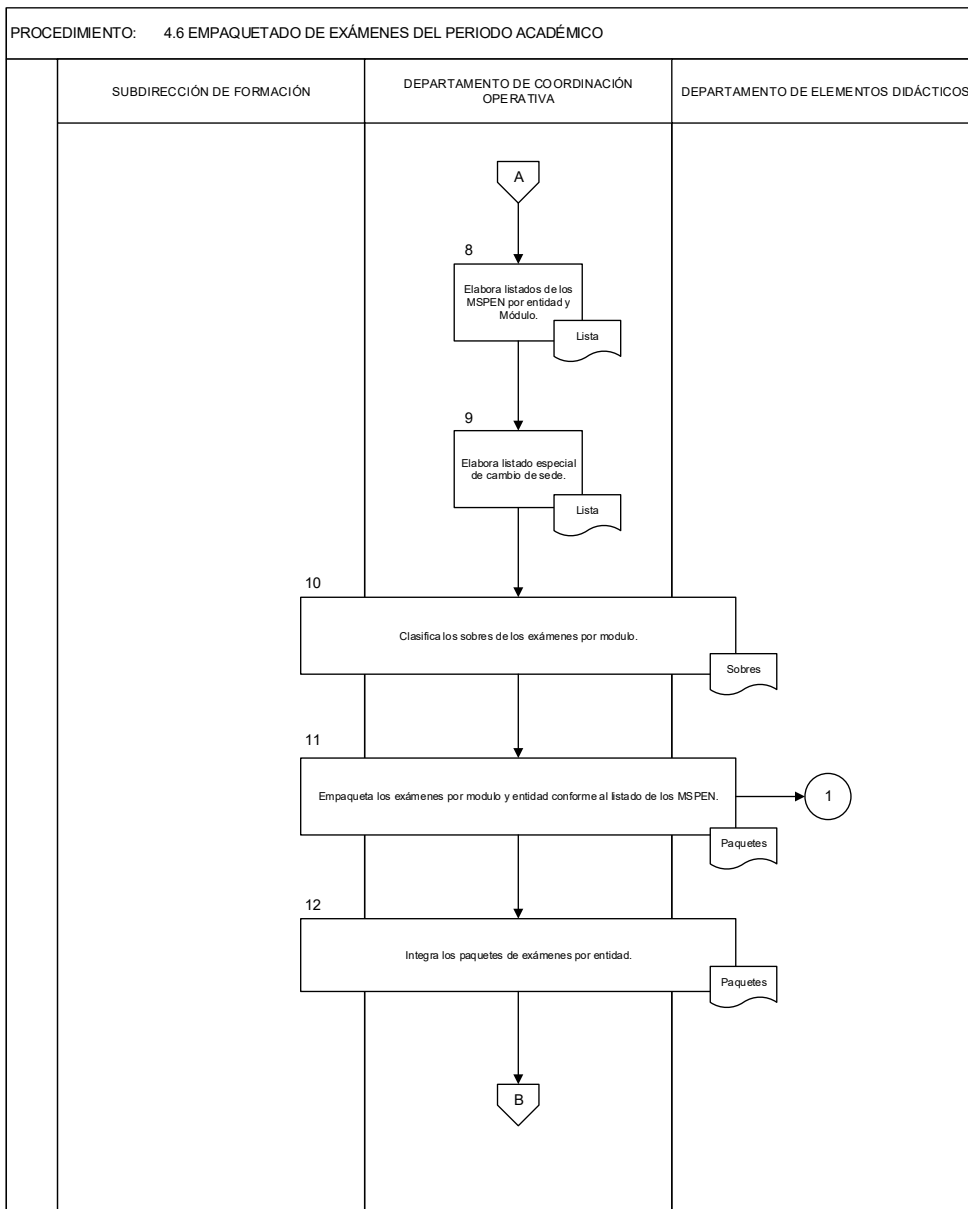 PROCEDIMIENTO: 4.6 EMPAQUETADO DE EXÁMENES DEL PERIODO ACADÉMICO
SUBDIRECCIÓN DE FORMACIÓN
DEPARTAMENTO DE COORDINACIÓN
OPERATIVA
DEPARTAMENTO DE ELEMENTOS DIDÁCTICOS
A
8
Elabora listados de los
MSPEN por entidad y
Módulo.
Lista
9
Elabora listado especial
de cambio de sede.
Lista
10
Clasifica los sobres de los exámenes por modulo.
Sobres
11
Empaqueta los exámenes por modulo y entidad conforme al listado de los MSPEN.
1
Paquetes
12
Integra los paquetes de exámenes por entidad.
Paquetes
B